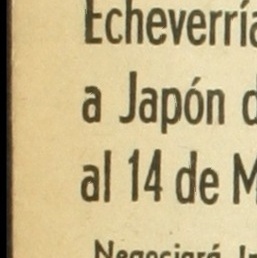 Echeverría
a Japón d
al 14 de M
Negociará